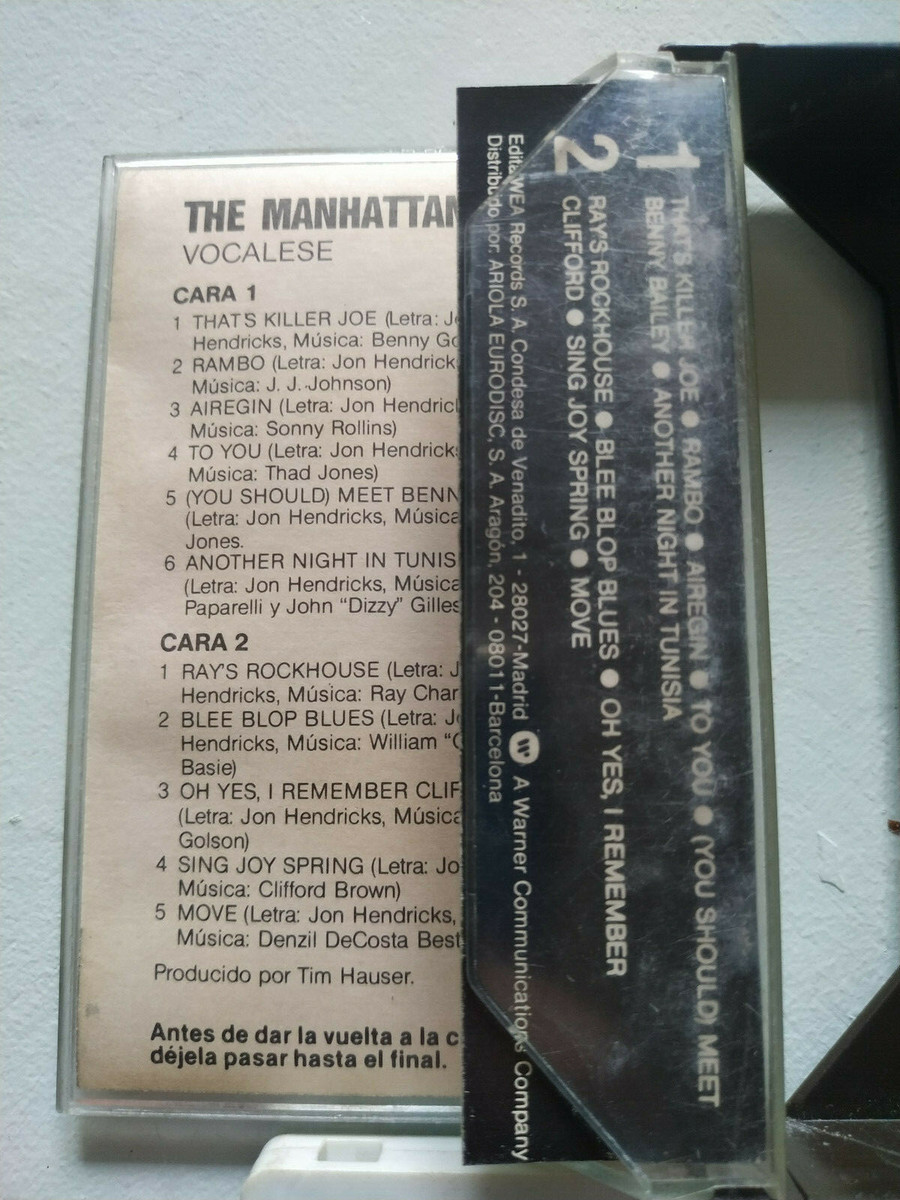 THE MANHATTAN
VOCALESE
CARA 1
1 THAT'S KILLER JOE (Letra:
Hendricks, Música: Benny
2 RAMBO (Letra: Jon Hendrick
Música: J. J. Johnson)
3 AIREGIN (Letra: Jon Hendric
Música: Sonny Rollins)
4 TO YOU (Letra: Jon Hendrick
Música: Thad Jones)
5 (YOU SHOULD) MEET BENN
(Letra: Jon Hendricks, Música
Jones.
6 ANOTHER NIGHT IN TUNIS
(Letra: Jon Hendricks, Música
Paparelli y John "Dizzy" Gilles
CARA 2
1 RAY'S ROCKHOUSE (Letra: J
Hendricks, Música: Ray Char
2 BLEE BLOP BLUES (Letra:
Hendricks, Música: William
Basie)
3 OH YES, I REMEMBER CLIF
(Letra: Jon Hendricks, Música
Golson)
4 SING JOY SPRING (Letra: Jo
Música: Clifford Brown)
5 MOVE (Letra: Jon Hendricks,
Música: Denzil DeCosta Best
Producido por Tim Hauser.
Antes de dar la vuelta a la c
déjela pasar hasta el final.
1 THAT'S KILLER JOE ● RAMBO ● AIREGIN ● TO YOU ● (YOU SHOULD) MEET
BENNY BAILEY ● ANOTHER NIGHT IN TUNISIA
2 RAY'S ROCKHOUSE ● BLEE BLOP BLUES ● OH YES, I REMEMBER
CLIFFORD ● SING JOY SPRING ● MOVE
Edita WEA Records S. A. Condesa de Venadito, 1 - 28027-Madrid W A Warner Communications Company
Distribuido por: ARIOLA EURODISC, S. A. Aragón, 204 - 08011-Barcelona